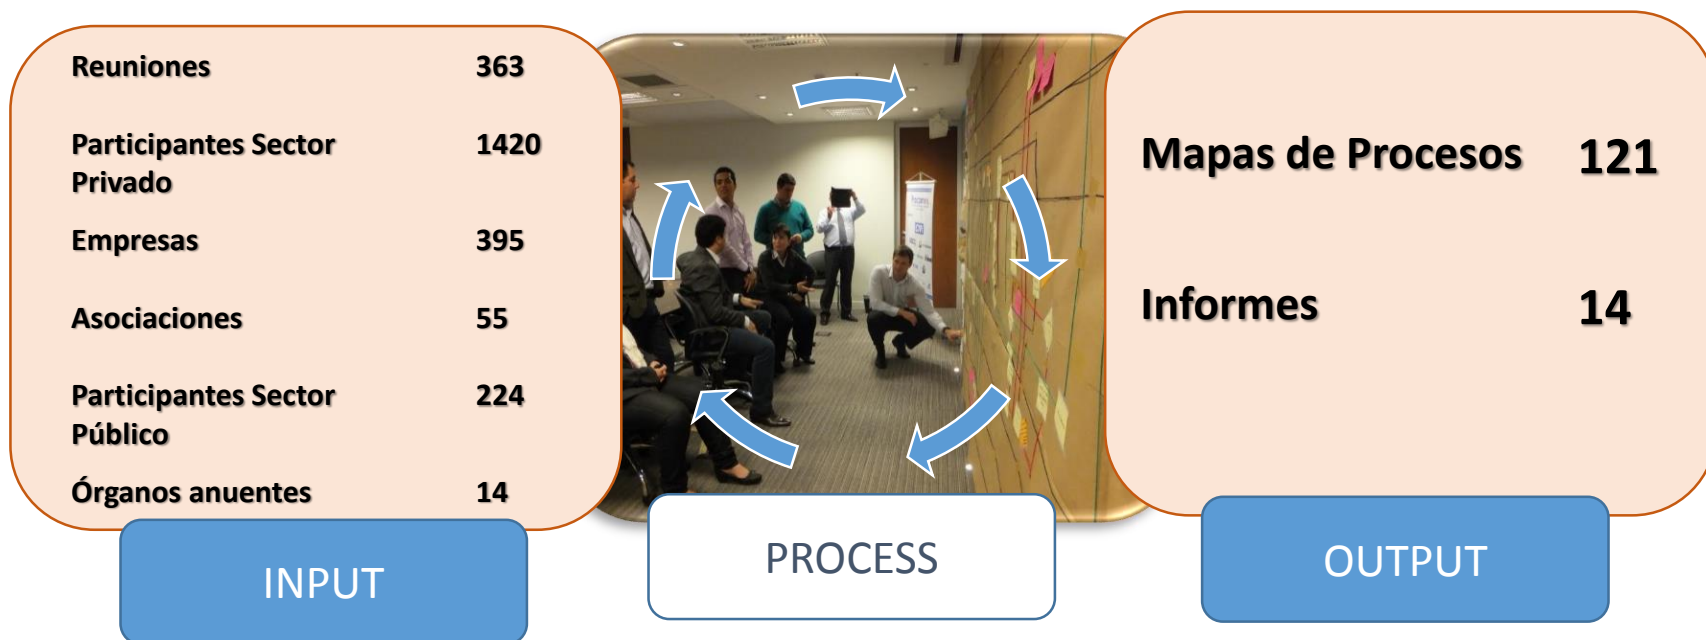 Reuniones 363
Participantes Sector 1420
Privado
Empresas 395
Asociaciones 55
Participantes Sector 224
Público
Órganos anuentes 14
INPUT
PROCESS
Mapas de Procesos 121
Informes 14
OUTPUT